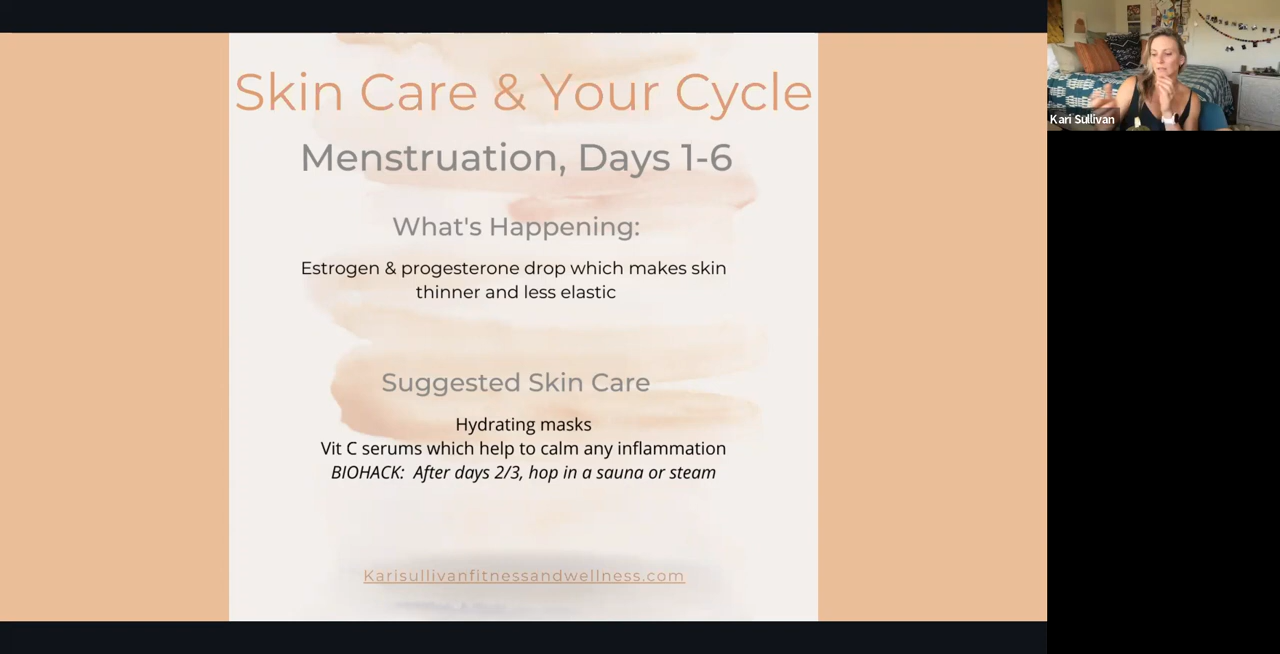 Skin Care & Your Cycle
Menstruation, Days 1-6
What's Happening:
Estrogen & progesterone drop which makes skin
thinner and less elastic
Suggested Skin Care
Hydrating masks
Vit C serums which help to calm any inflammation
BIOHACK:  After days 2/3, hop in a sauna or steam
Karisullivanfitnessandwellness.com
Kari Sullivan